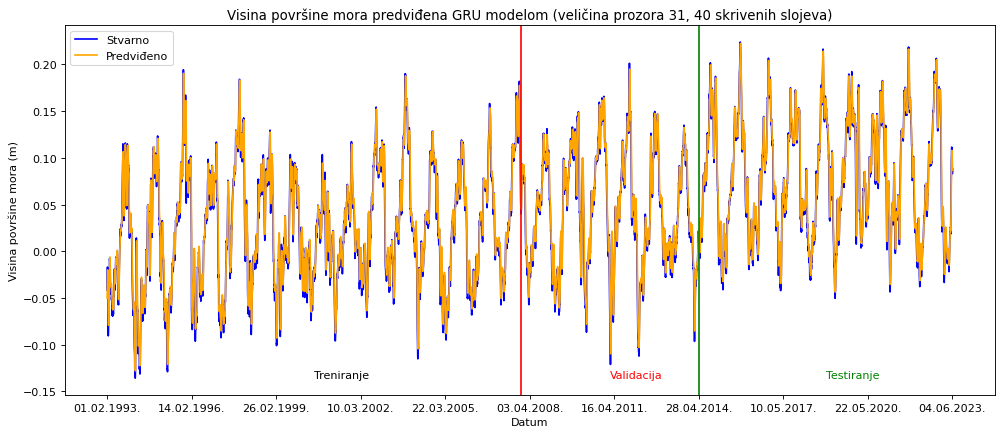 Visina površine mora predviđena GRU modelom (veličina prozora 31, 40 skrivenih slojeva)
Stvarno
Predviđeno
Visina površine mora (m)
0.20
0.15
0.10
0.05
0.00
−0.05
−0.10
−0.15
Treniranje
Validacija
Testiranje
01.02.1993. 14.02.1996. 26.02.1999. 10.03.2002. 22.03.2005. 03.04.2008. 16.04.2011. 28.04.2014. 10.05.2017. 22.05.2020. 04.06.2023.
Datum